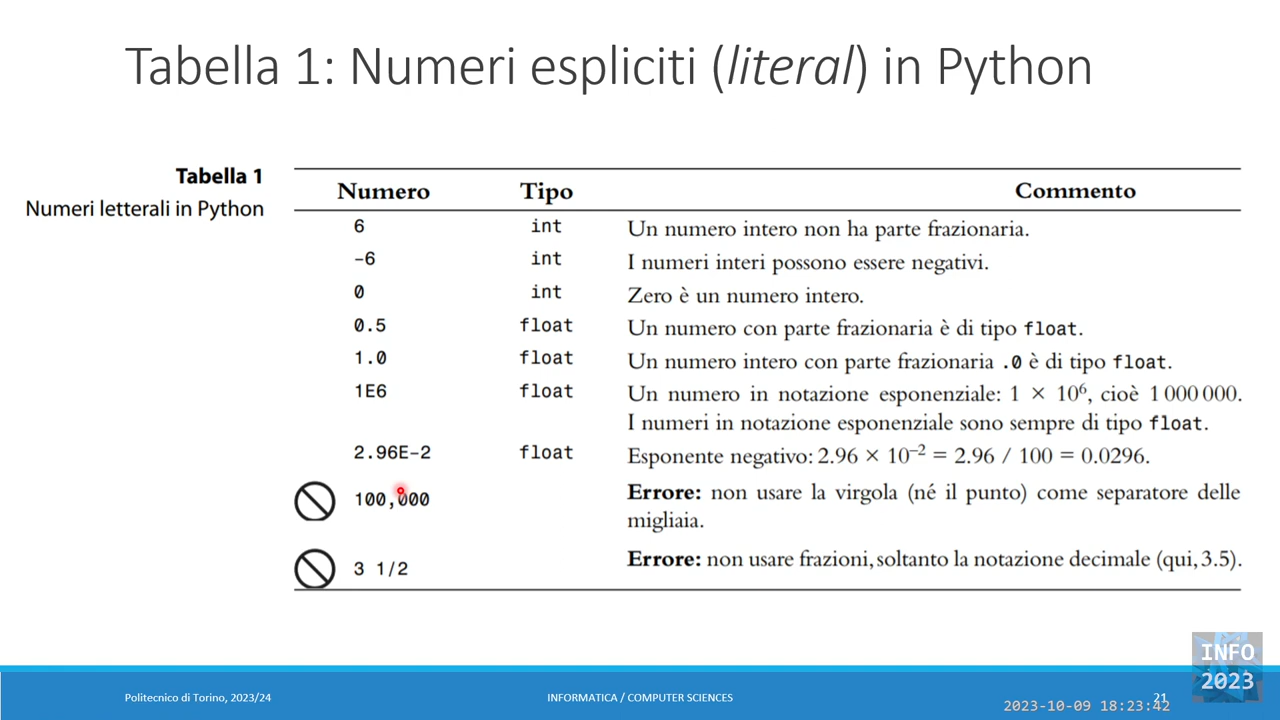 Tabella 1: Numeri espliciti (literal) in Python
Tabella 1
Numeri letterali in Python
Numero Tipo Commento
6 int Un numero intero non ha parte frazionaria.
-6 int I numeri interi possono essere negativi.
0 int Zero è un numero intero.
0.5 float Un numero con parte frazionaria è di tipo float.
1.0 float Un numero intero con parte frazionaria .0 è di tipo float.
1E6 float Un numero in notazione esponenziale: 1 × 10⁶, cioè 1 000 000.
I numeri in notazione esponenziale sono sempre di tipo float.
2.96E-2 float Esponente negativo: 2.96 × 10⁻² = 2.96 / 100 = 0.0296.
100,000 Errore: non usare la virgola (né il punto) come separatore delle
migliaia.
3 1/2 Errore: non usare frazioni, soltanto la notazione decimale (qui, 3.5).
Politecnico di Torino, 2023/24 INFORMATICA / COMPUTER SCIENCES 21
INFO
2023
2023-10-09 18:23:42